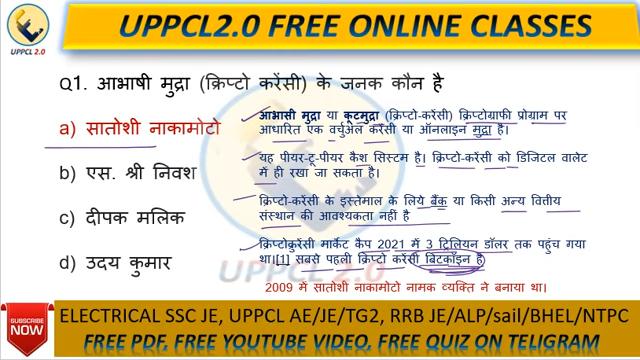 UPPCL2.0 FREE ONLINE CLASSES
UPPCL 2.0
Q1. आभाषी मुद्रा (क्रिप्टो करेंसी) के जनक कौन है
a) सातोशी नाकामोटो
b) एस. श्री निवश
c) दीपक मलिक
d) उदय कुमार
आभासी मुद्रा या कूटमुद्रा (क्रिप्टो-करेंसी) क्रिप्टोग्राफी प्रोग्राम पर
आधारित एक वर्चुअल करेंसी या ऑनलाइन मुद्रा है।
यह पीयर-टू-पीयर कैश सिस्टम है। क्रिप्टो-करेंसी को डिजिटल वालेट
में ही रखा जा सकता है।
क्रिप्टो-करेंसी के इस्तेमाल के लिये बैंक या किसी अन्य वित्तीय
संस्थान की आवश्यकता नहीं है
क्रिप्टोकुरेंसी मार्केट कैप 2021 में 3 ट्रिलियन डॉलर तक पहुंच गया
था।[1] सबसे पहली क्रिप्टो करेंसी बिटकॉइन है
2009 में सातोशी नाकामोटो नामक व्यक्ति ने बनाया था।
UPPCL 2.0
SUBSCRIBE
NOW
ELECTRICAL SSC JE, UPPCL AE/JE/TG2, RRB JE/ALP/sail/BHEL/NTPC
FREE PDF, FREE YOUTUBE VIDEO, FREE QUIZ ON TELIGRAM